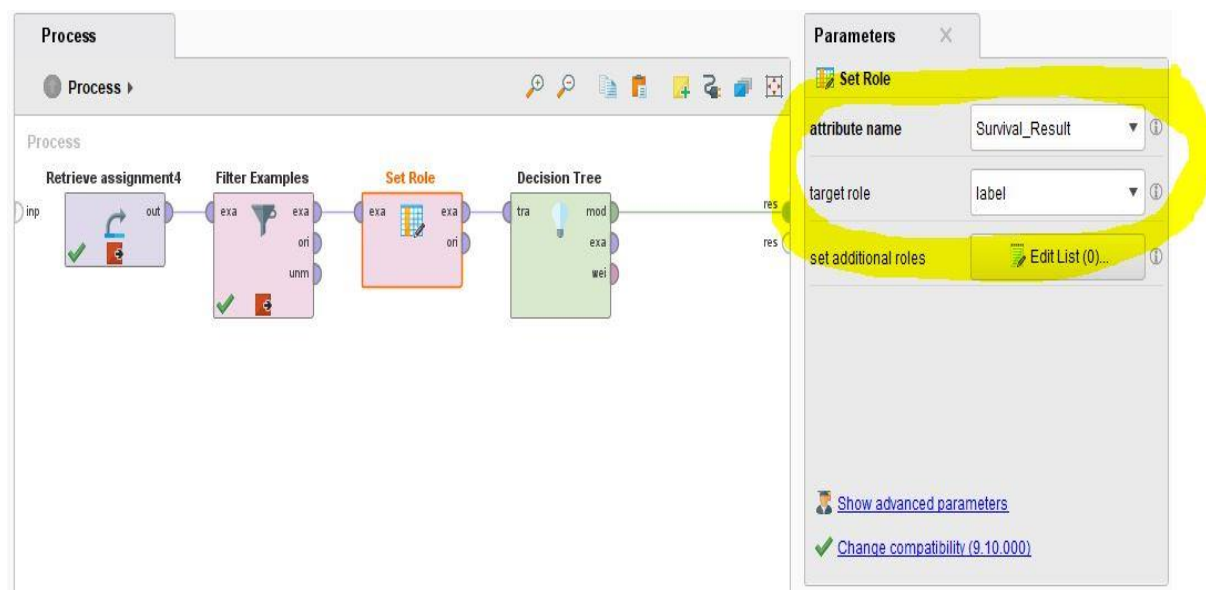 Process
Process
Process
Retrieve assignment4
Filter Examples
Set Role
Decision Tree
inp
out
exa
exa
ori
unm
exa
exa
ori
tra
mod
exa
wei
res
res
Parameters
Set Role
attribute name
Survival_Result
target role
label
set additional roles
Edit List (0)...
Show advanced parameters
Change compatibility (9.10.000)